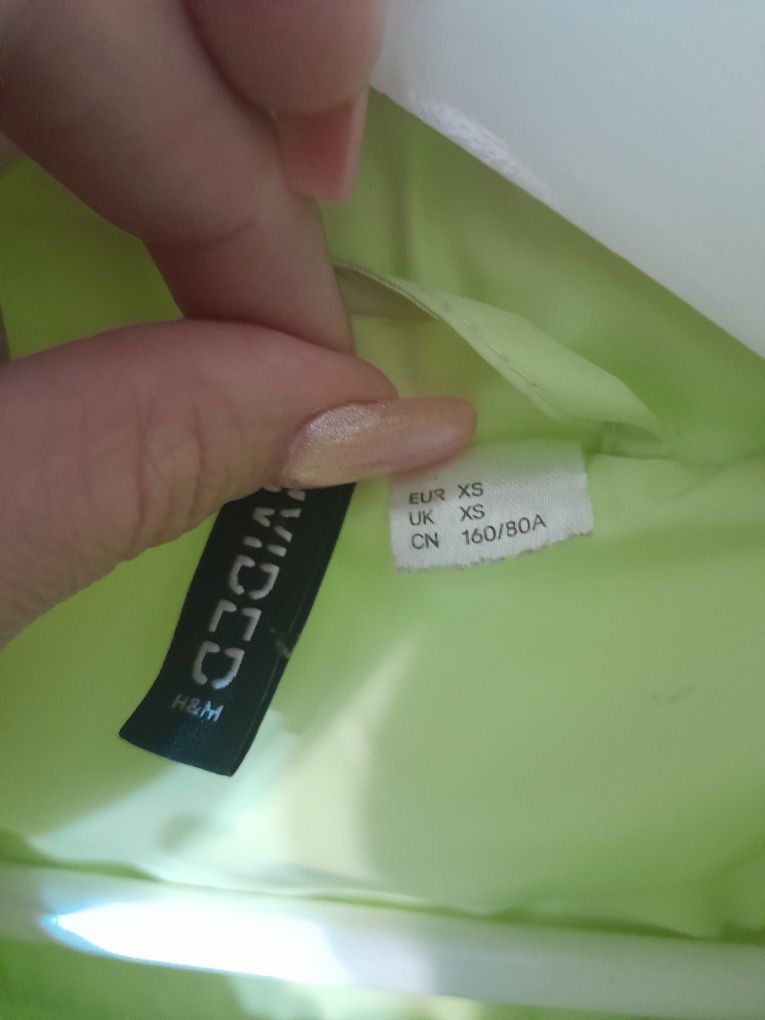 EUR XS
UK XS
CN 160/80A
H&M